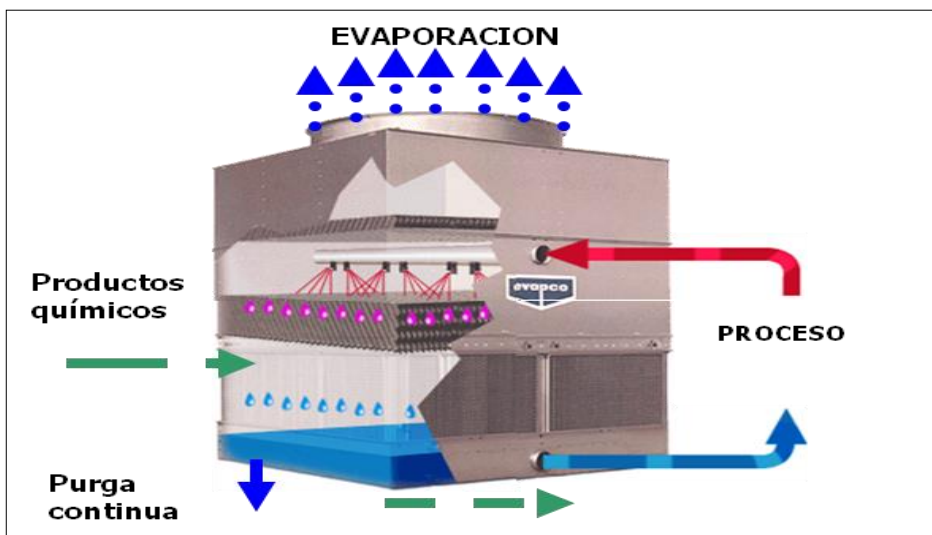 EVAPORACION
Productos
químicos
evapco
PROCESO
Purga
continua